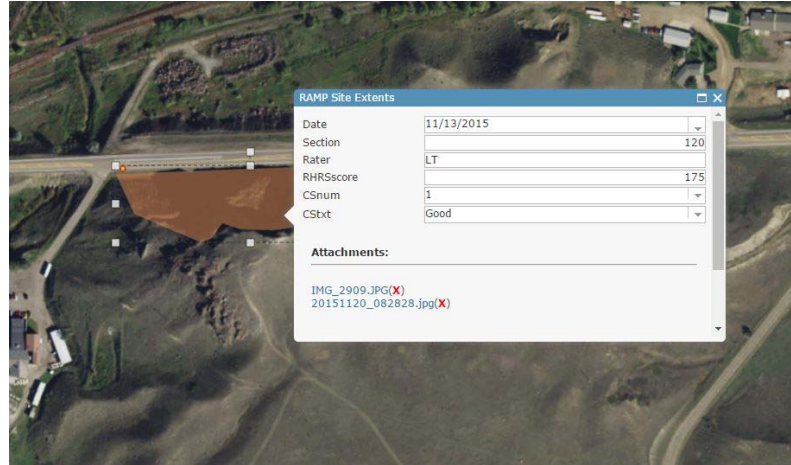 RAMP Site Extents
Date 11/13/2015
Section 120
Rater LT
RHRSscore 175
CSnum 1
CStxt Good
Attachments:
IMG_2909.JPG(X)
20151120_082828.jpg(X)